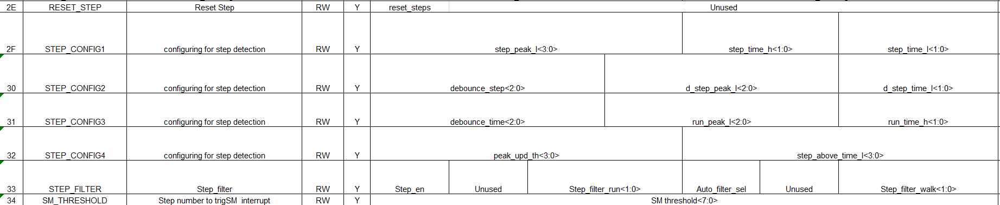 2E RESET_STEP Reset Step RW Y reset_steps Unused
2F STEP_CONFIG1 configuring for step detection RW Y step_peak_l<3:0> step_time_h<1:0> step_time_l<1:0>
30 STEP_CONFIG2 configuring for step detection RW Y debounce_step<2:0> d_step_peak_l<2:0> d_step_time_l<1:0>
31 STEP_CONFIG3 configuring for step detection RW Y debounce_time<2:0> run_peak_l<2:0> run_time_h<1:0>
32 STEP_CONFIG4 configuring for step detection RW Y peak_upd_th<3:0> step_above_time_l<3:0>
33 STEP_FILTER Step_filter RW Y Step_en Unused Step_filter_run<1:0> Auto_filter_sel Unused Step_filter_walk<1:0>
34 SM_THRESHOLD Step number to trigSM interrupt RW Y SM threshold<7:0>